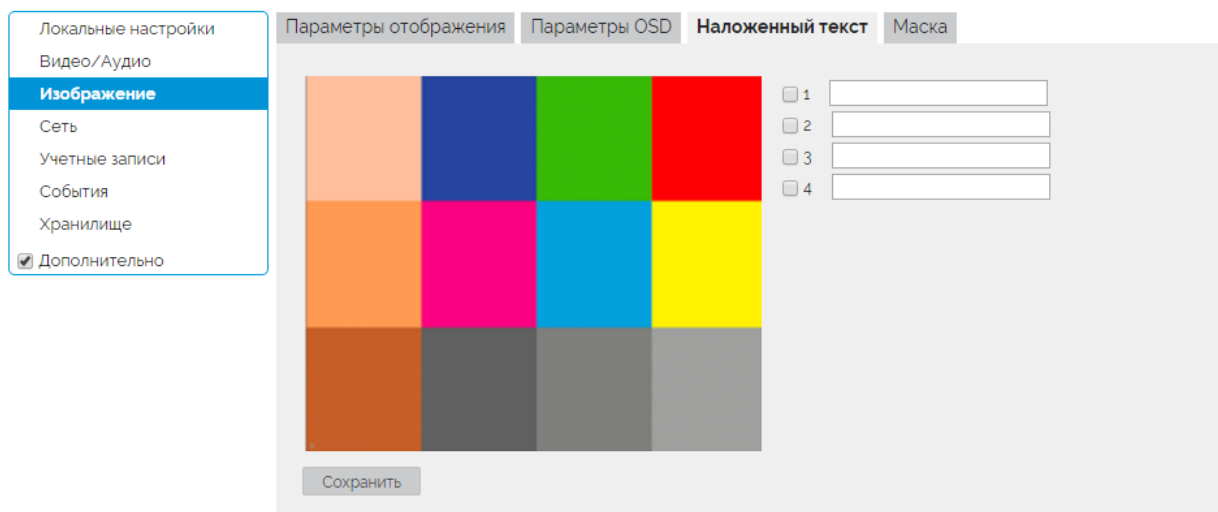 Локальные настройки
Видео/Аудио
Изображение
Сеть
Учетные записи
События
Хранилище
Дополнительно
Параметры отображения Параметры OSD Наложенный текст Маска
1
2
3
4
Сохранить